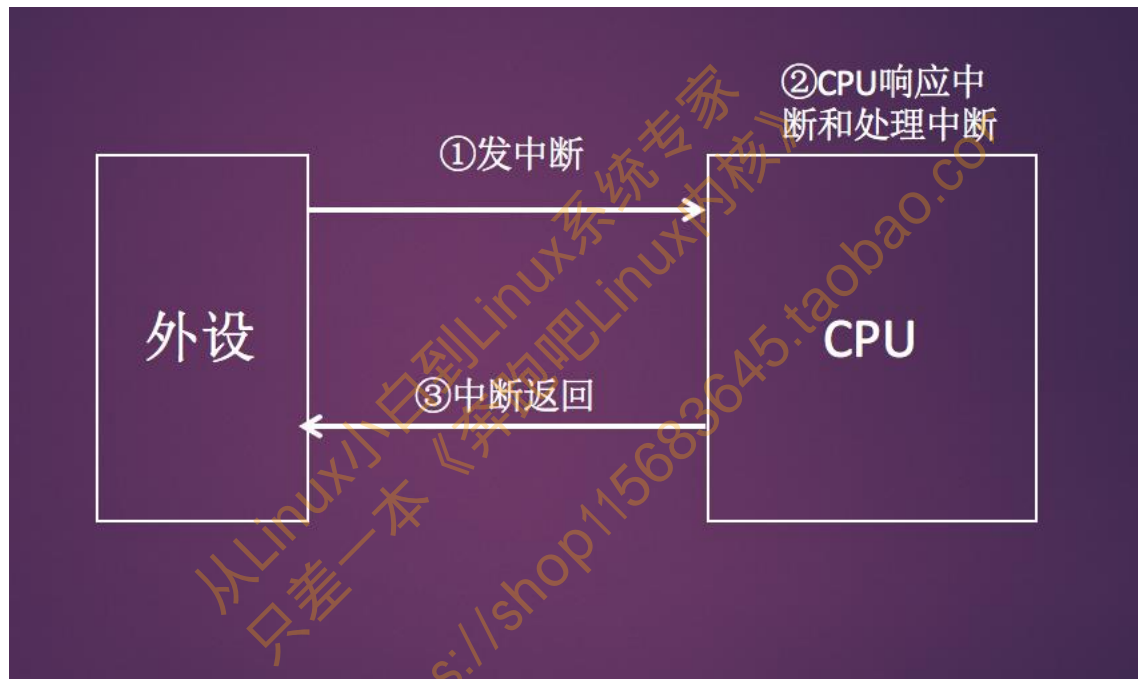 ②CPU响应中
断和处理中断
①发中断
外设
CPU
③中断返回
从Linux小白到Linux系统专家
只差一本《奔跑吧Linux内核》
s://shop115683645.taobao.co